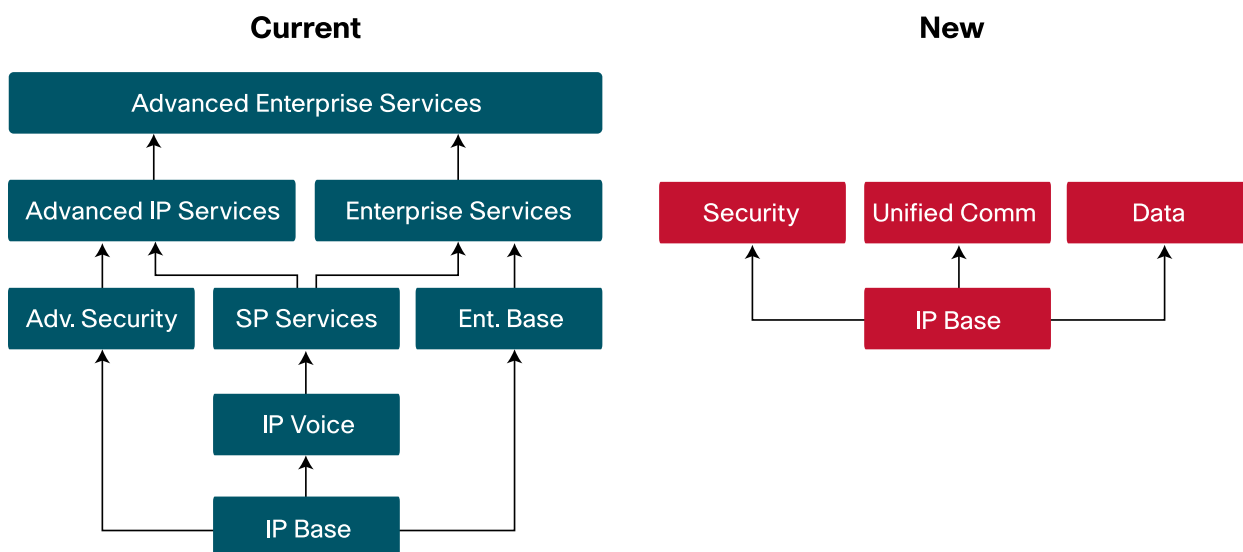 Current
Advanced Enterprise Services
Advanced IP Services
Enterprise Services
Adv. Security
SP Services
Ent. Base
IP Voice
IP Base
New
Security
Unified Comm
Data
IP Base